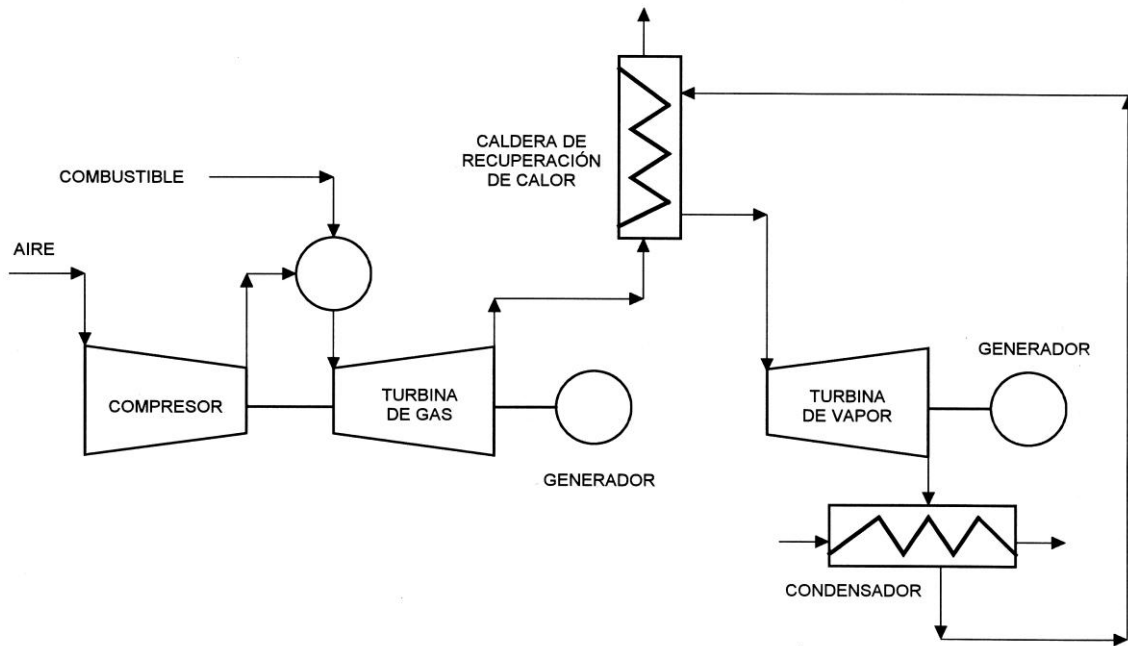 CALDERA DE
RECUPERACIÓN
DE CALOR
COMBUSTIBLE
AIRE
COMPRESOR
TURBINA
DE GAS
GENERADOR
TURBINA
DE VAPOR
GENERADOR
CONDENSADOR